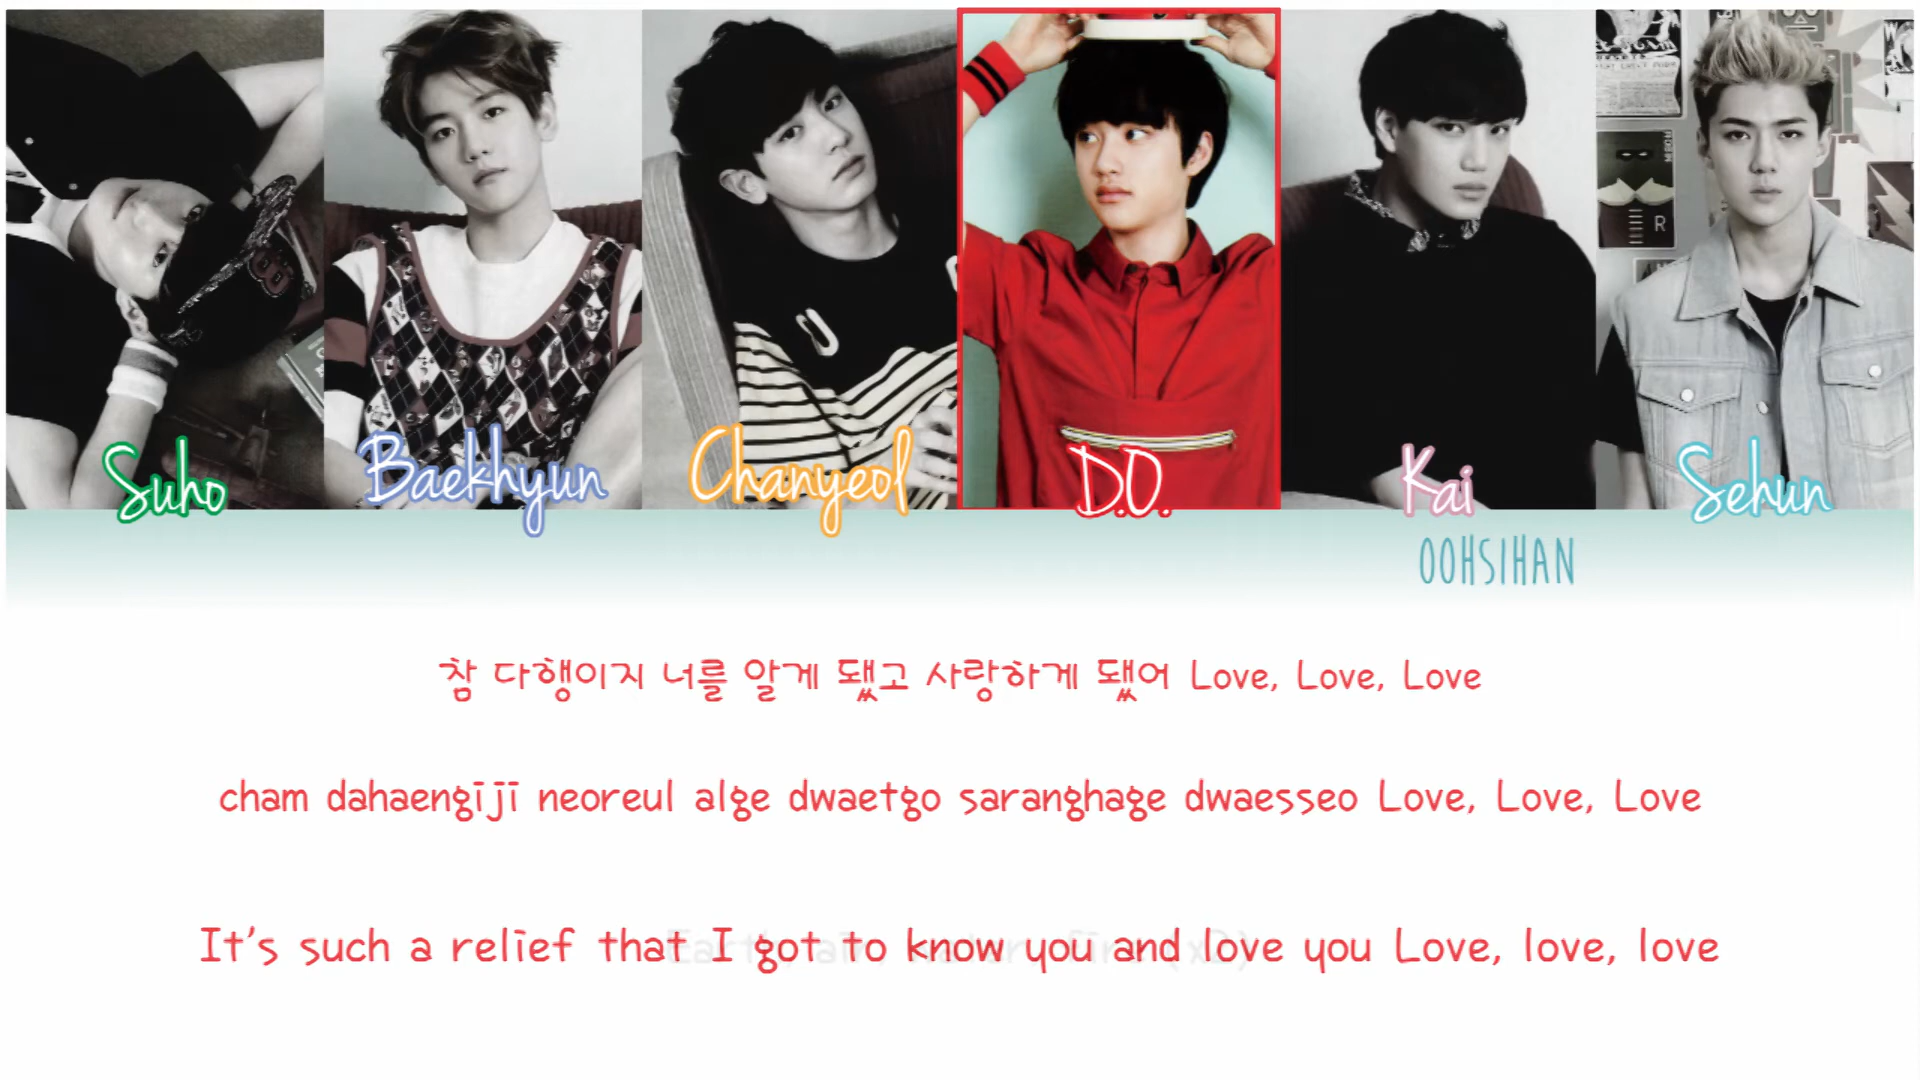 Suho
Baekhyun
Chanyeol
D.O.
Kai
Sehun
OOHSIHAN
참 다행이지 너를 알게 됐고 사랑하게 됐어 Love, Love, Love
cham dahaengiji neoreul alge dwaetgo saranghage dwaesseo Love, Love, Love
It's such a relief that I got to know you and love you Love, love, love